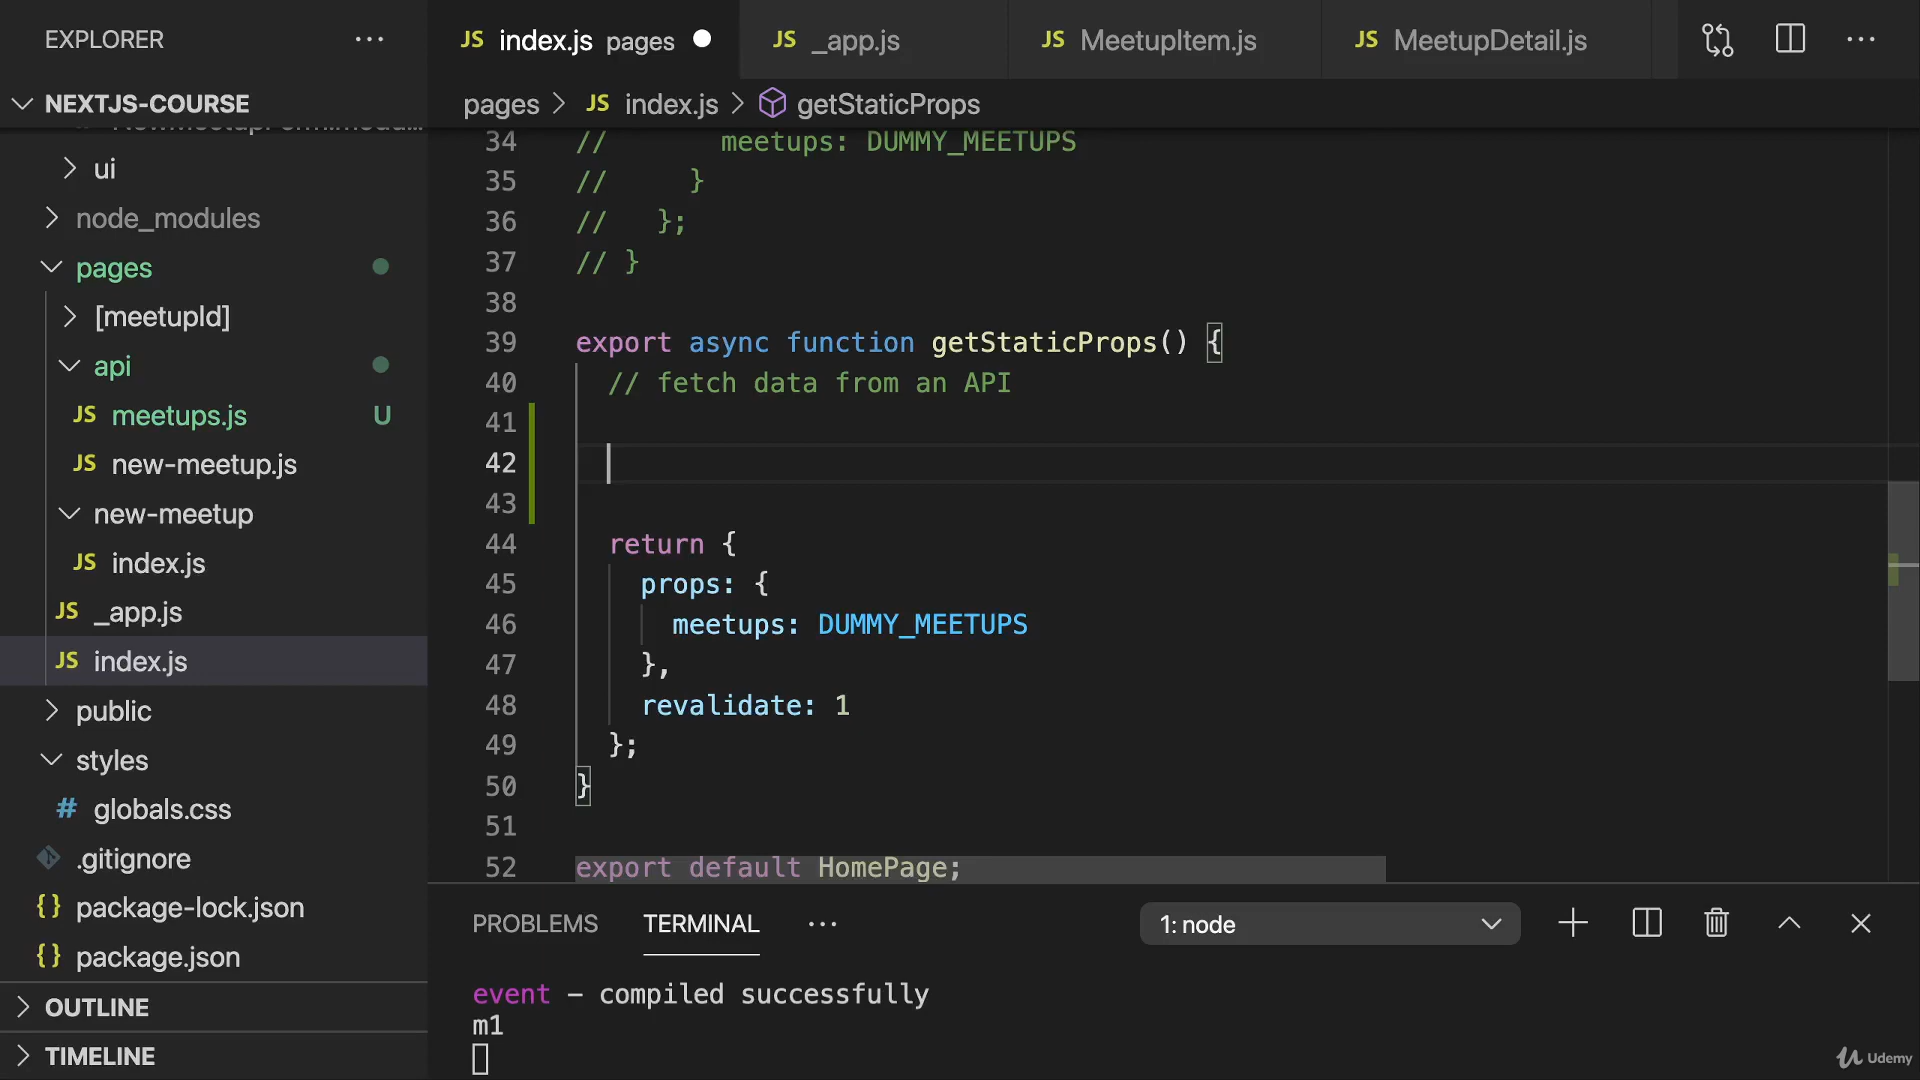 EXPLORER
NEXTJS-COURSE
ui
node_modules
pages
[meetupId]
api
JS meetups.js U
JS new-meetup.js
new-meetup
JS index.js
JS _app.js
JS index.js
public
styles
# globals.css
.gitignore
{} package-lock.json
{} package.json
OUTLINE
TIMELINE
JS index.js pages
JS _app.js
JS MeetupItem.js
JS MeetupDetail.js
pages > JS index.js > getStaticProps
34 // meetups: DUMMY_MEETUPS
35 // }
36 // };
37 // }
38
39 export async function getStaticProps() {
40 // fetch data from an API
41
42
43
44 return {
45 props: {
46 meetups: DUMMY_MEETUPS
47 },
48 revalidate: 1
49 };
50 }
51
52 export default HomePage;
PROBLEMS TERMINAL ··· 1: node
event - compiled successfully
m1
Udemy